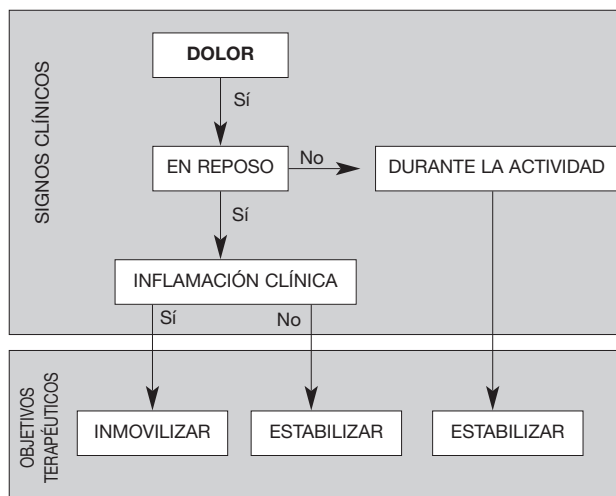 SIGNOS CLÍNICOS
DOLOR
Sí
EN REPOSO
No
DURANTE LA ACTIVIDAD
Sí
INFLAMACIÓN CLÍNICA
Sí
No
OBJETIVOS
TERAPÉUTICOS
INMOVILIZAR
ESTABILIZAR
ESTABILIZAR